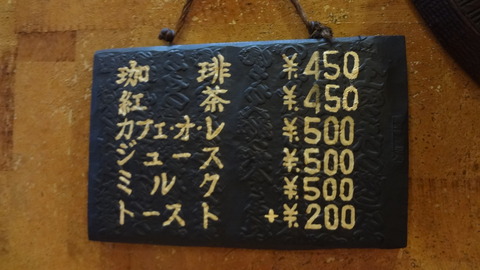 珈琲 ¥450
紅茶 ¥450
カフェ・オ・レ ¥500
ジュース ¥500
ミルク ¥500
トースト +¥200